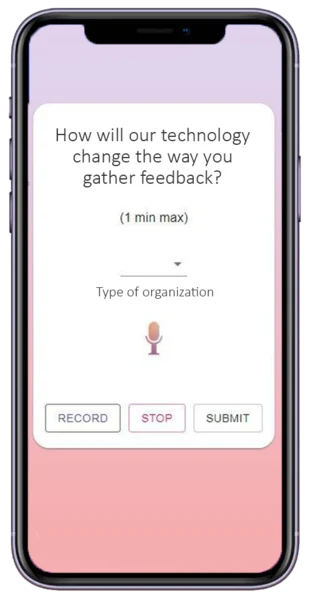 How will our technology
change the way you
gather feedback?
(1 min max)
Type of organization
RECORD STOP SUBMIT